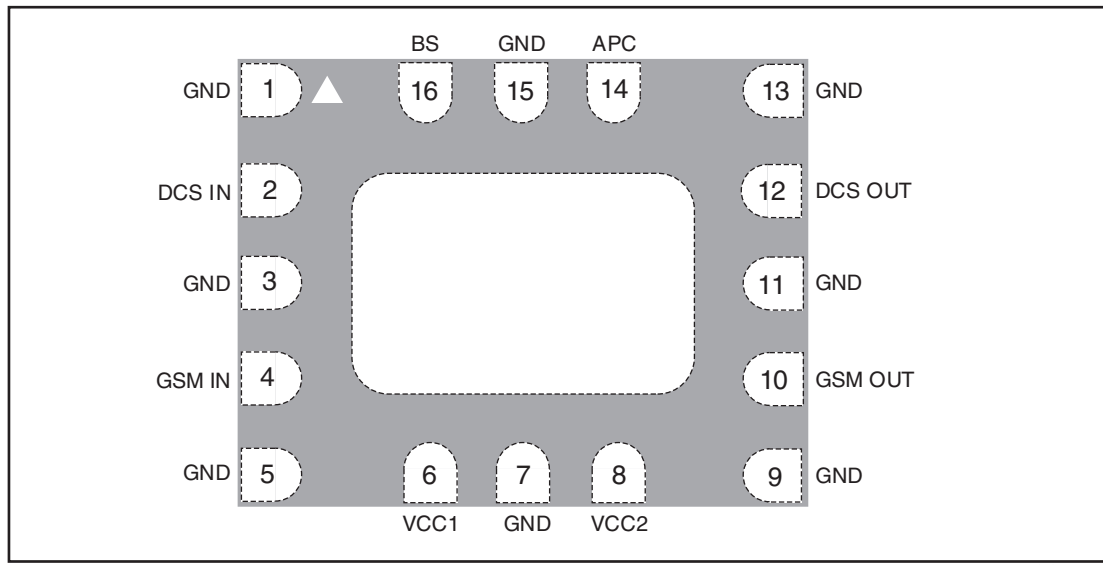 BS GND APC
GND 1 16 15 14 13 GND
DCS IN 2 12 DCS OUT
GND 3 11 GND
GSM IN 4 10 GSM OUT
GND 5 6 7 8 9 GND
VCC1 GND VCC2